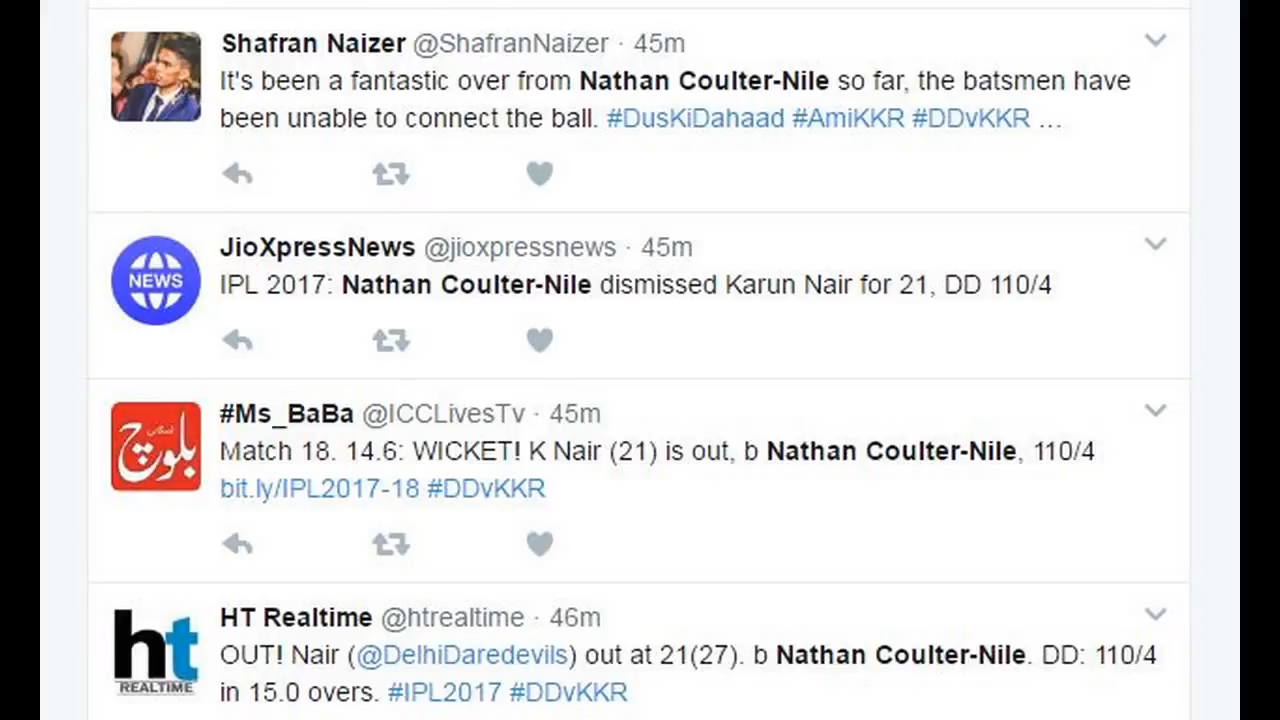 Shafran Naizer @ShafranNaizer · 45m
It's been a fantastic over from Nathan Coulter-Nile so far, the batsmen have
been unable to connect the ball. #DusKiDahaad #AmiKKR #DDvKKR ...
NEWS
JioXpressNews @jioxpressnews · 45m
IPL 2017: Nathan Coulter-Nile dismissed Karun Nair for 21, DD 110/4
بلوچ
#Ms_BaBa @ICCLivesTv · 45m
Match 18. 14.6: WICKET! K Nair (21) is out, b Nathan Coulter-Nile, 110/4
bit.ly/IPL2017-18 #DDvKKR
ht
REALTIME
HT Realtime @htrealtime · 46m
OUT! Nair (@DelhiDaredevils) out at 21(27). b Nathan Coulter-Nile. DD: 110/4
in 15.0 overs. #IPL2017 #DDvKKR